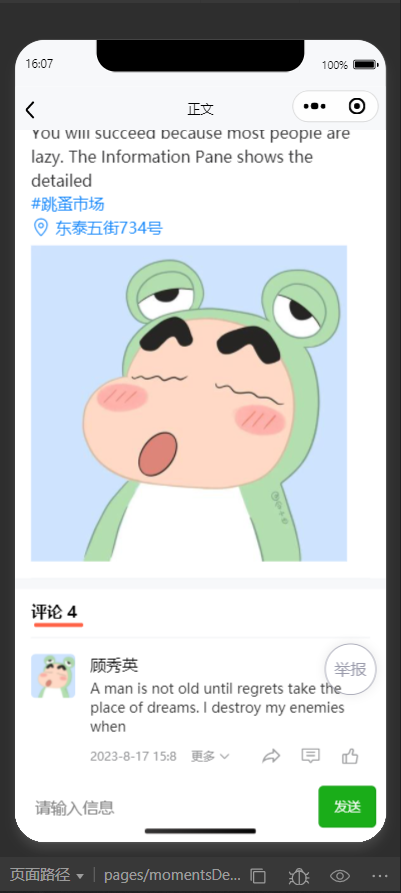 16:07
100%
正文
You will succeed because most people are
lazy. The Information Pane shows the
detailed
#跳蚤市场
东泰五街734号
评论 4
举报
顾秀英
A man is not old until regrets take the
place of dreams. I destroy my enemies
when
2023-8-17 15:8 更多
请输入信息
发送
页面路径 pages/momentsDe...